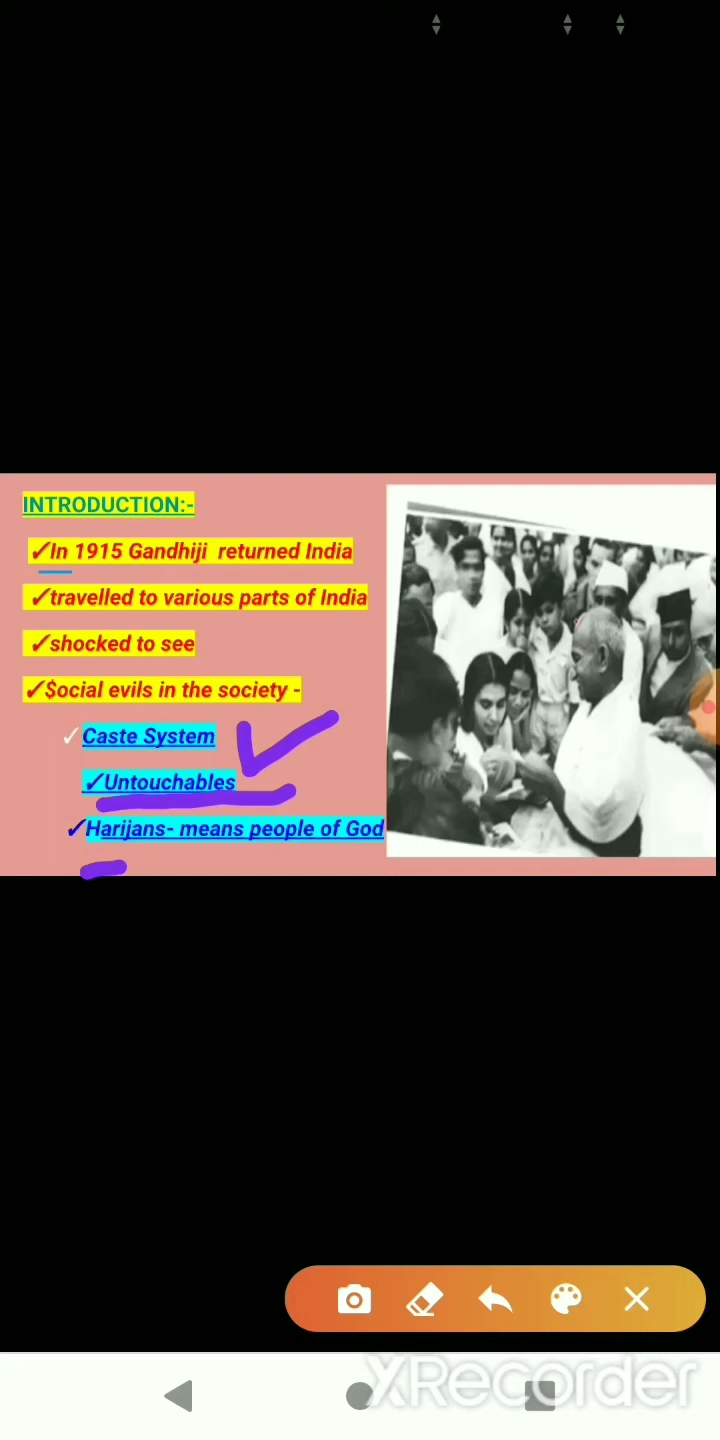 INTRODUCTION:-
✓In 1915 Gandhiji returned India
✓travelled to various parts of India
✓shocked to see
✓$ocial evils in the society -
✓Caste System
✓Untouchables
✓Harijans- means people of God
XRecorder